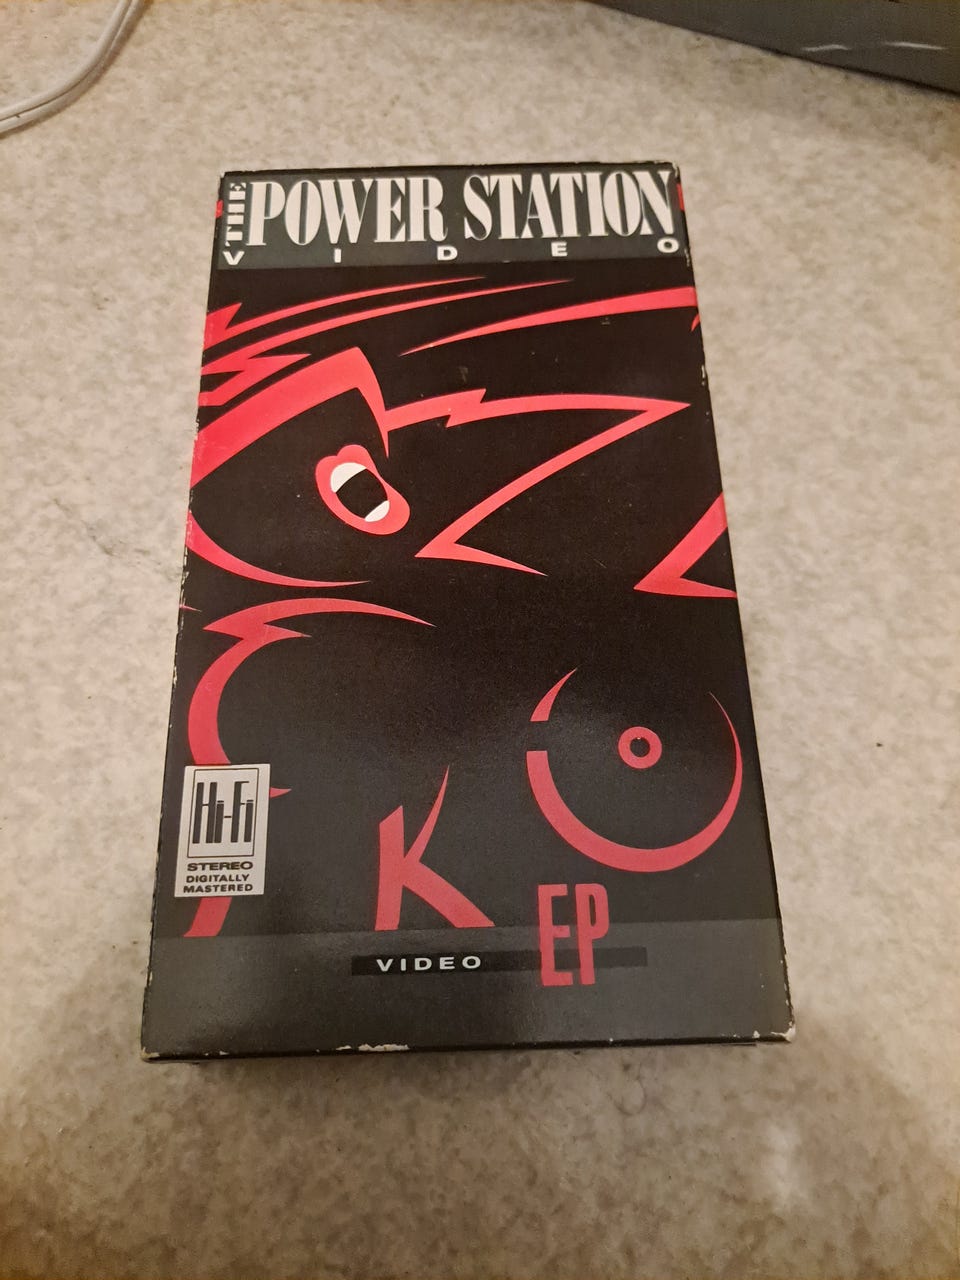 THE POWER STATION
VIDEO
Hi-Fi
STEREO
DIGITALLY
MASTERED
VIDEO EP